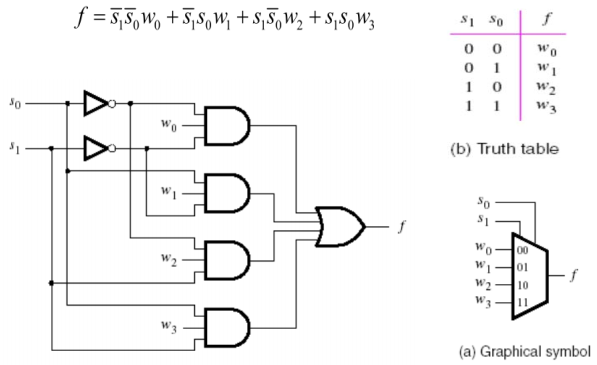 f = s̅₁s̅₀w₀ + s̅₁s₀w₁ + s₁s̅₀w₂ + s₁s₀w₃
s₁ s₀ f
0 0 w₀
0 1 w₁
1 0 w₂
1 1 w₃
(b) Truth table
s₀
s₁
w₀
w₁
w₂
w₃
f
s₀
s₁
w₀ 00
w₁ 01
w₂ 10
w₃ 11
f
(a) Graphical symbol